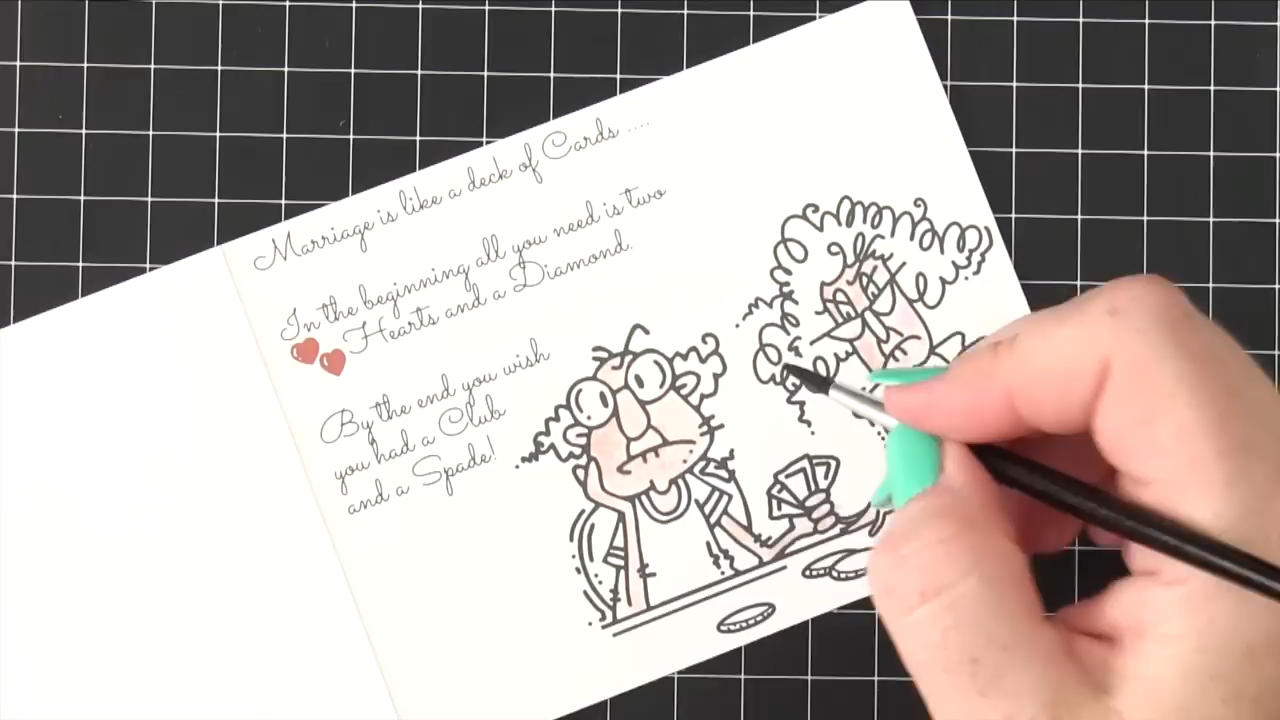 Marriage is like a deck of Cards ....
In the beginning all you need is two
Hearts and a Diamond.
By the end you wish
you had a Club
and a Spade!